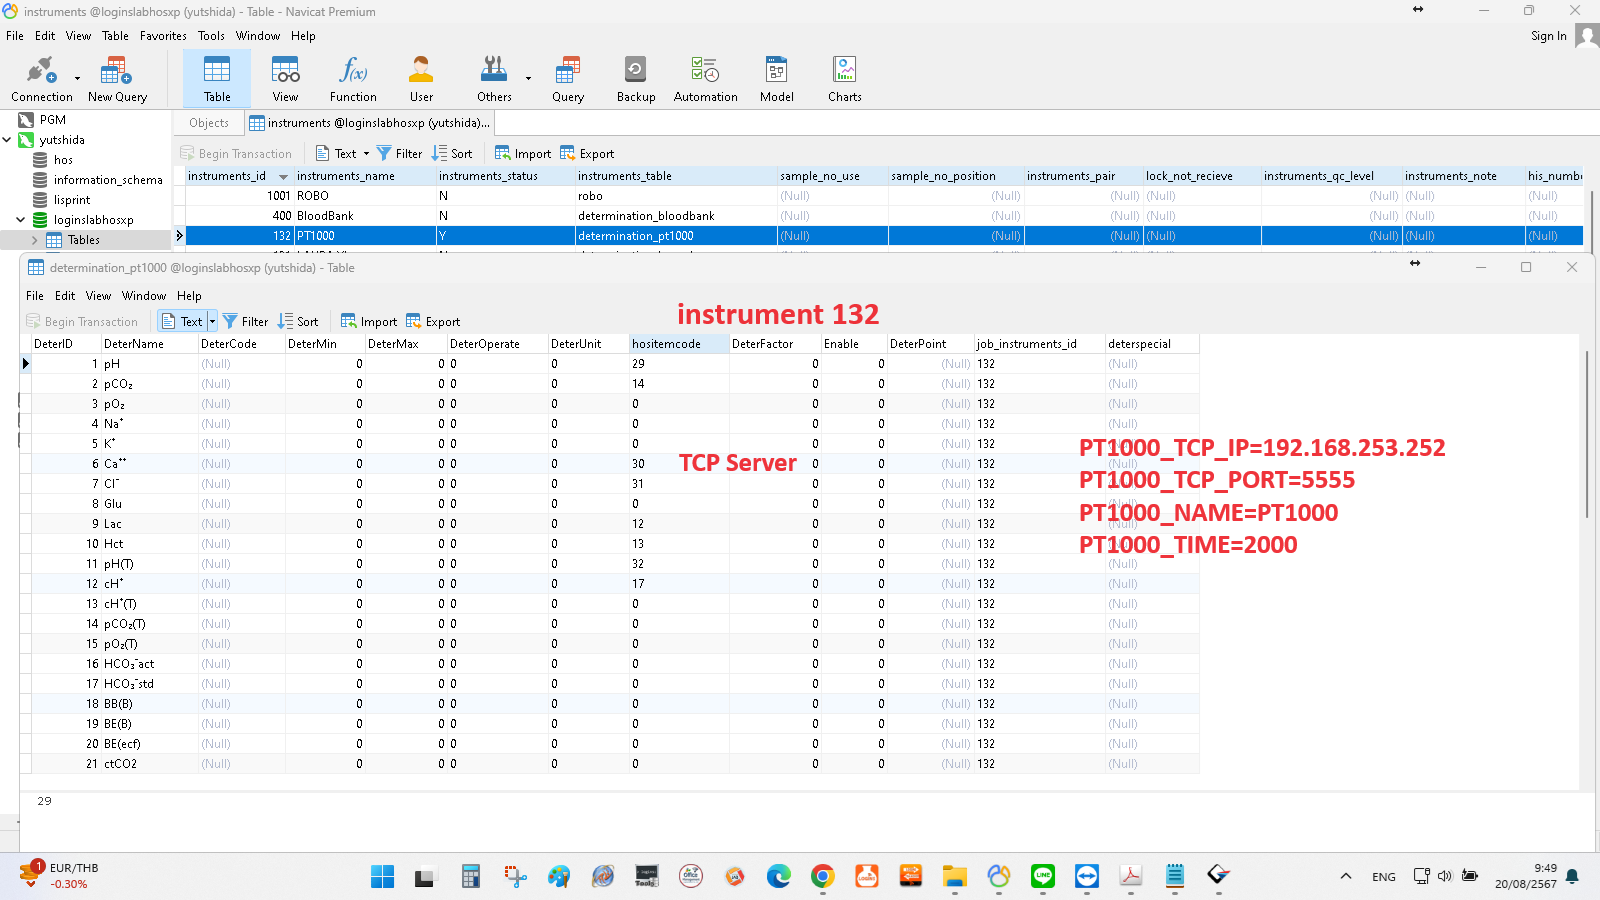 instruments @loginslabhosxp (yutshida) - Table - Navicat Premium
File Edit View Table Favorites Tools Window Help
Sign In
Connection New Query Table View Function User Others Query Backup Automation Model Charts
PGM
yutshida
hos
information_schema
lisprint
loginslabhosxp
Tables
Objects instruments @loginslabhosxp (yutshida)...
Begin Transaction Text Filter Sort Import Export
instruments_id instruments_name instruments_status instruments_table sample_no_use sample_no_position instruments_pair lock_not_recieve instruments_qc_level instruments_note his_numbe
1001 ROBO N robo (Null) (Null) (Null) (Null) (Null) (Null) (Null)
400 BloodBank N determination_bloodbank (Null) (Null) (Null) (Null) (Null) (Null) (Null)
132 PT1000 Y determination_pt1000 (Null) (Null) (Null) (Null) (Null) (Null) (Null)
determination_pt1000 @loginslabhosxp (yutshida) - Table
File Edit View Window Help
Begin Transaction Text Filter Sort Import Export
instrument 132
DeterID DeterName DeterCode DeterMin DeterMax DeterOperate DeterUnit hositemcode DeterFactor Enable DeterPoint job_instruments_id deterspecial
1 pH (Null) 0 0 0 0 29 0 0 (Null) 132 (Null)
2 pCO₂ (Null) 0 0 0 0 14 0 0 (Null) 132 (Null)
3 pO₂ (Null) 0 0 0 0 0 0 0 (Null) 132 (Null)
4 Na⁺ (Null) 0 0 0 0 0 0 0 (Null) 132 (Null)
5 K⁺ (Null) 0 0 0 0 0 0 0 (Null) 132 (Null)
6 Ca⁺⁺ (Null) 0 0 0 0 30 0 0 (Null) 132 (Null)
7 Cl⁻ (Null) 0 0 0 0 31 0 0 (Null) 132 (Null)
8 Glu (Null) 0 0 0 0 0 0 0 (Null) 132 (Null)
9 Lac (Null) 0 0 0 0 12 0 0 (Null) 132 (Null)
10 Hct (Null) 0 0 0 0 13 0 0 (Null) 132 (Null)
11 pH(T) (Null) 0 0 0 0 32 0 0 (Null) 132 (Null)
12 cH⁺ (Null) 0 0 0 0 17 0 0 (Null) 132 (Null)
13 cH⁺(T) (Null) 0 0 0 0 0 0 0 (Null) 132 (Null)
14 pCO₂(T) (Null) 0 0 0 0 0 0 0 (Null) 132 (Null)
15 pO₂(T) (Null) 0 0 0 0 0 0 0 (Null) 132 (Null)
16 HCO₃⁻act (Null) 0 0 0 0 0 0 0 (Null) 132 (Null)
17 HCO₃⁻std (Null) 0 0 0 0 0 0 0 (Null) 132 (Null)
18 BB(B) (Null) 0 0 0 0 0 0 0 (Null) 132 (Null)
19 BE(B) (Null) 0 0 0 0 0 0 0 (Null) 132 (Null)
20 BE(ecf) (Null) 0 0 0 0 0 0 0 (Null) 132 (Null)
21 ctCO2 (Null) 0 0 0 0 0 0 0 (Null) 132 (Null)
TCP Server
PT1000_TCP_IP=192.168.253.252
PT1000_TCP_PORT=5555
PT1000_NAME=PT1000
PT1000_TIME=2000
29
1
EUR/THB
-0.30%
ENG
9:49
20/08/2567